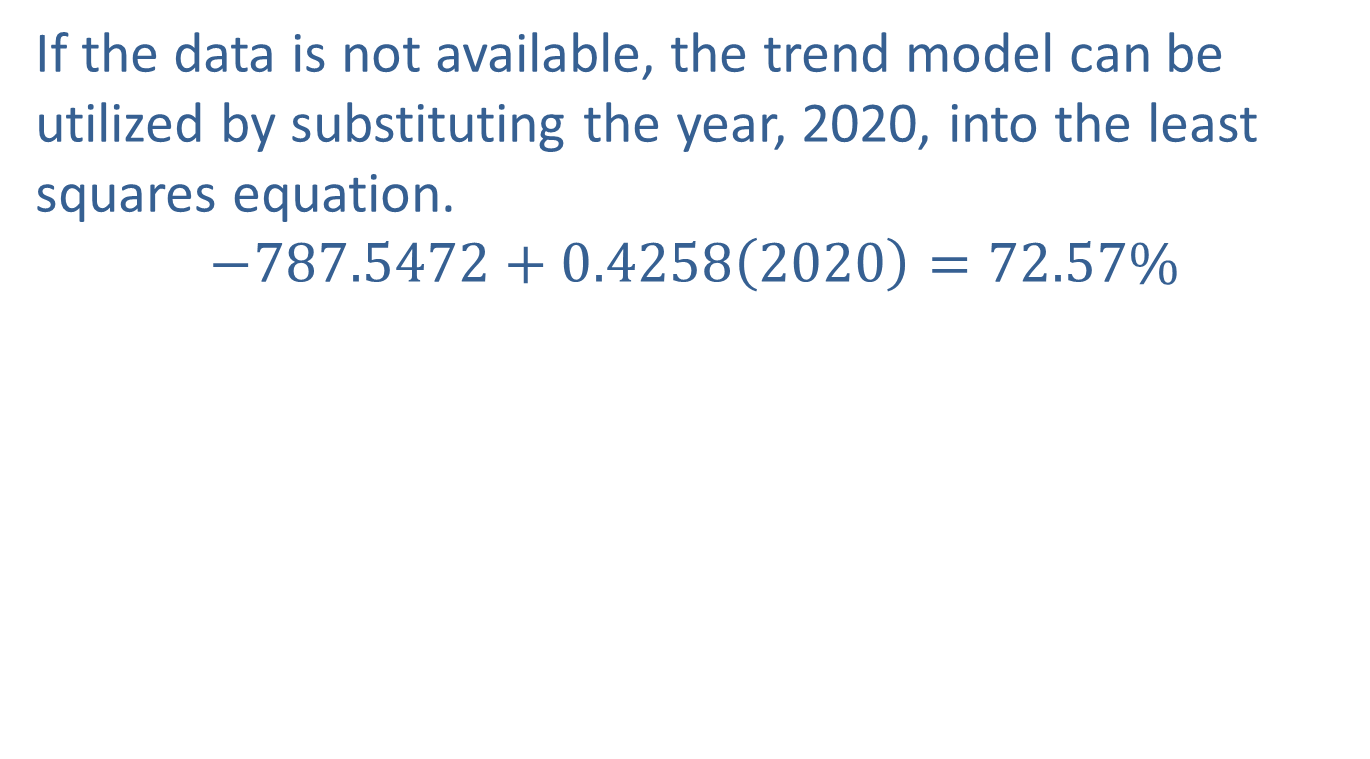 If the data is not available, the trend model can be
utilized by substituting the year, 2020, into the least
squares equation.
−787.5472 + 0.4258(2020) = 72.57%